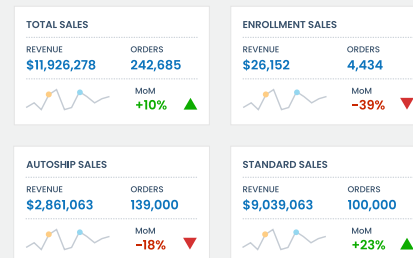 TOTAL SALES
REVENUE ORDERS
$11,926,278 242,685
MoM
+10%
ENROLLMENT SALES
REVENUE ORDERS
$26,152 4,434
MoM
-39%
AUTOSHIP SALES
REVENUE ORDERS
$2,861,063 139,000
MoM
-18%
STANDARD SALES
REVENUE ORDERS
$9,039,063 100,000
MoM
+23%